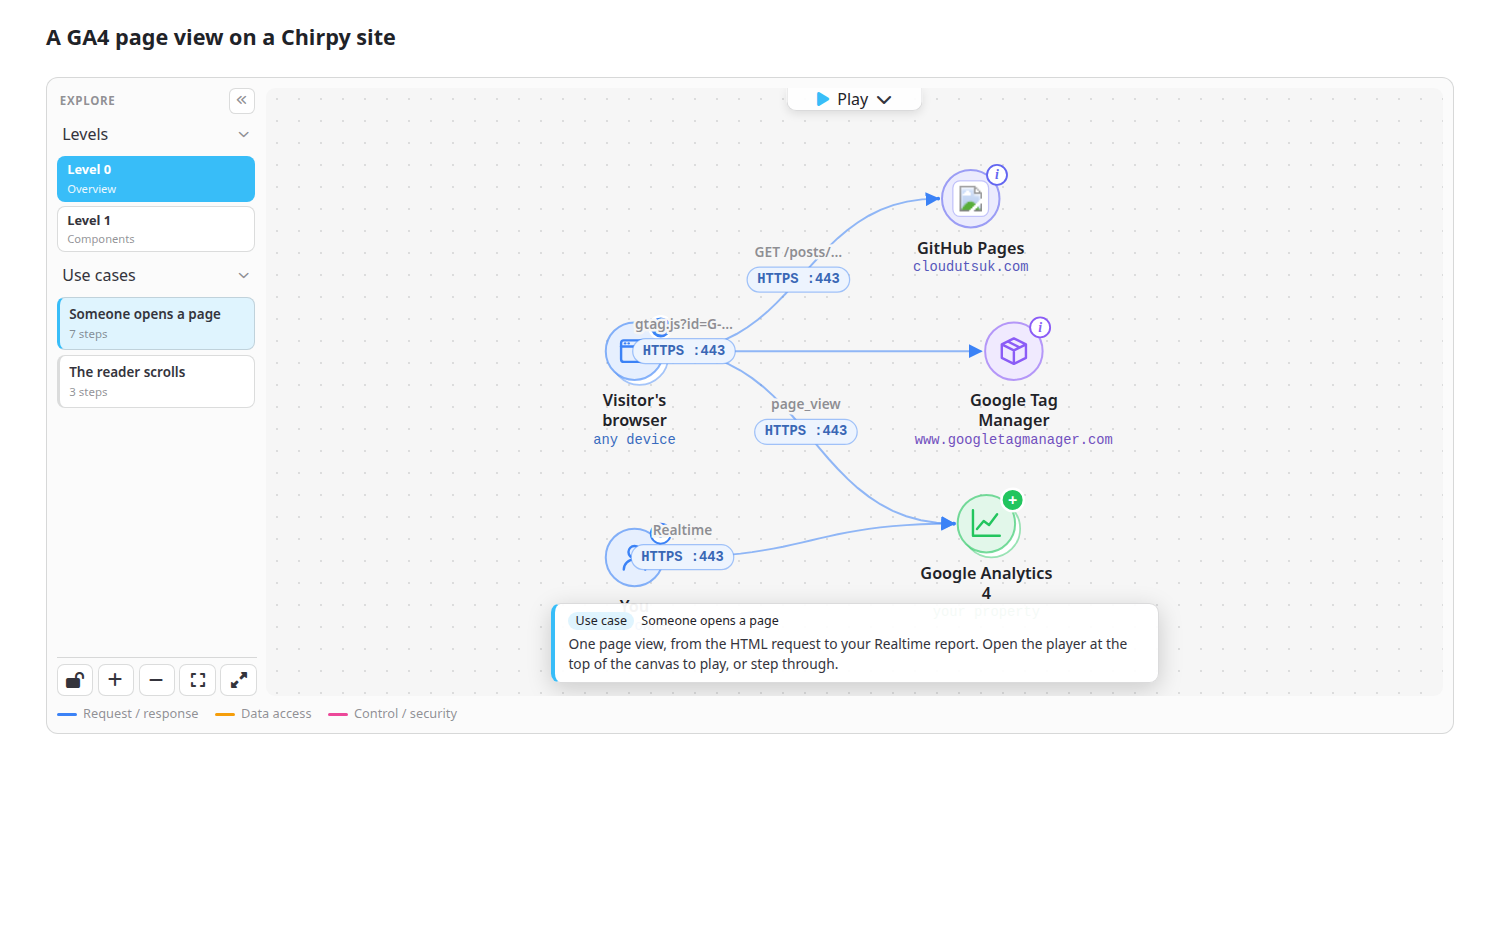 A GA4 page view on a Chirpy site
EXPLORE
Levels
Level 0
Overview
Level 1
Components
Use cases
Someone opens a page
7 steps
The reader scrolls
3 steps
Play
GitHub Pages
cloudutsuk.com
GET /posts/...
HTTPS :443
gtag.js?id=G-...
HTTPS :443
Visitor's
browser
any device
Google Tag
Manager
www.googletagmanager.com
page_view
HTTPS :443
Realtime
HTTPS :443
You
Google Analytics
4
your property
Use case Someone opens a page
One page view, from the HTML request to your Realtime report. Open the player at the
top of the canvas to play, or step through.
Request / response
Data access
Control / security